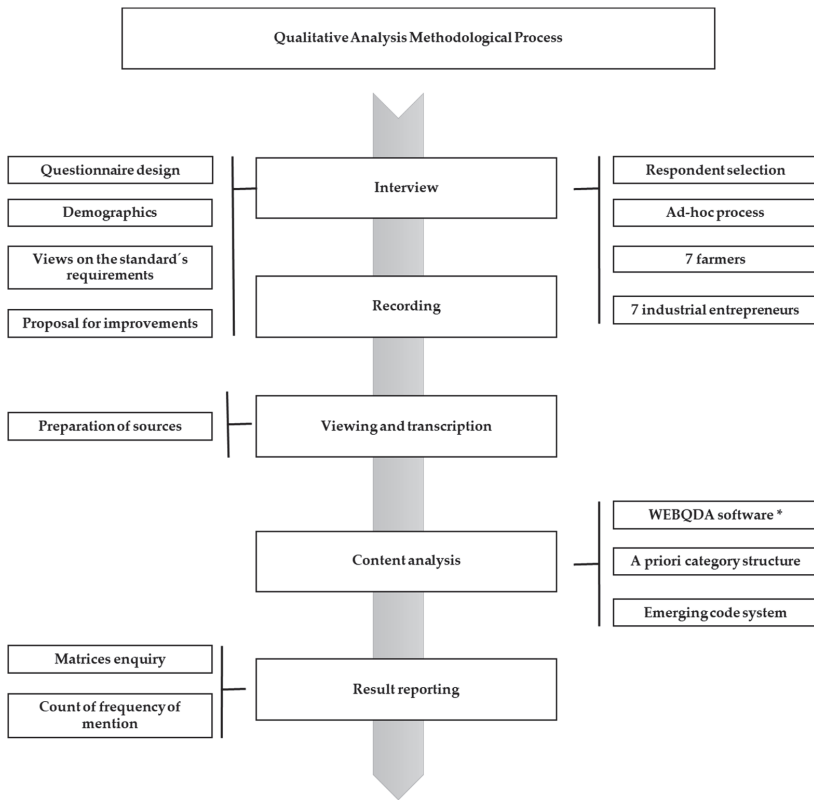 Qualitative Analysis Methodological Process
Questionnaire design
Demographics
Views on the standard´s
requirements
Proposal for improvements
Interview
Recording
Respondent selection
Ad-hoc process
7 farmers
7 industrial entrepreneurs
Preparation of sources
Viewing and transcription
Content analysis
WEBQDA software *
A priori category structure
Emerging code system
Matrices enquiry
Count of frequency of
mention
Result reporting